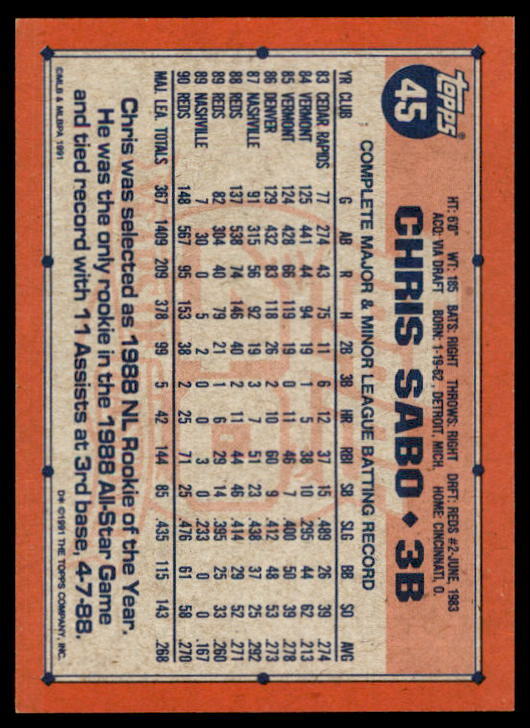 topps®
45
HT: 6'0" WT: 185 BATS: RIGHT THROWS: RIGHT DRFT: REDS #2-JUNE, 1983
ACQ: VIA DRAFT BORN: 1-19-62, DETROIT, MICH. HOME: CINCINNATI, O.
CHRIS SABO ◆ 3B
COMPLETE MAJOR & MINOR LEAGUE BATTING RECORD
YR CLUB G AB R H 2B 3B HR RBI SB SLG BB SO AVG
83 CEDAR RAPIDS 77 274 43 75 11 6 12 37 15 .489 26 39 .274
84 VERMONT 125 441 44 94 19 1 5 38 10 .295 44 62 .213
85 VERMONT 124 428 66 119 19 0 11 46 7 .400 50 39 .278
86 DENVER 129 432 83 118 26 2 10 60 9 .412 48 53 .273
87 NASHVILLE 91 315 56 92 19 3 7 51 23 .438 37 25 .292
88 REDS 137 538 74 146 40 2 11 44 46 .414 29 52 .271
89 REDS 82 304 40 79 21 1 6 29 14 .395 25 33 .260
89 NASHVILLE 7 30 0 5 2 0 0 3 0 .233 0 0 .167
90 REDS 148 567 95 153 38 2 25 71 25 .476 61 58 .270
MAJ. LEA. TOTALS 367 1409 209 378 99 5 42 144 85 .435 115 143 .268
Chris was selected as 1988 NL Rookie of the Year.
He was the only rookie in the 1988 All-Star Game
and tied record with 11 Assists at 3rd base, 4-7-88.
©MLB & MLBPA 1991
D* ©1991 THE TOPPS COMPANY, INC.